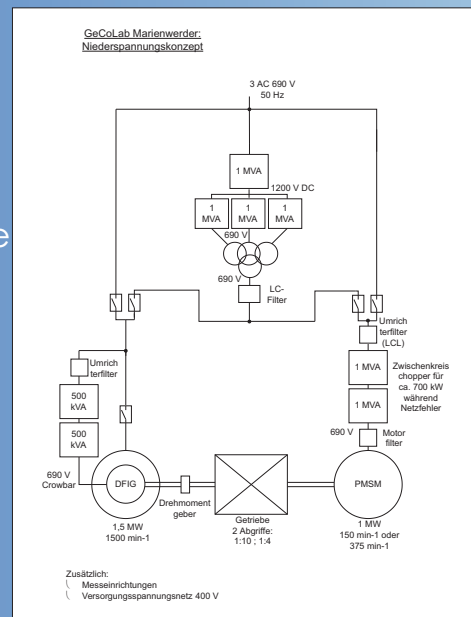 GeCoLab Marienwerder:
Niederspannungskonzept
3 AC 690 V
50 Hz
1 MVA
1200 V DC
1
MVA
1
MVA
1
MVA
690 V
690 V
LC-
Filter
e
Umrich
terfilter
500
kVA
500
kVA
690 V
Crowbar
DFIG
1,5 MW
1500 min-1
Drehmoment
geber
Getriebe
2 Abgriffe:
1:10 ; 1:4
Umrich
terfilter
(LCL)
1 MVA
1 MVA
Zwischenkreis
chopper für
ca. 700 kW
während
Netzfehler
690 V
Motor
filter
PMSM
1 MW
150 min-1 oder
375 min-1
Zusätzlich:
\ Messeinrichtungen
\ Versorgungsspannungsnetz 400 V